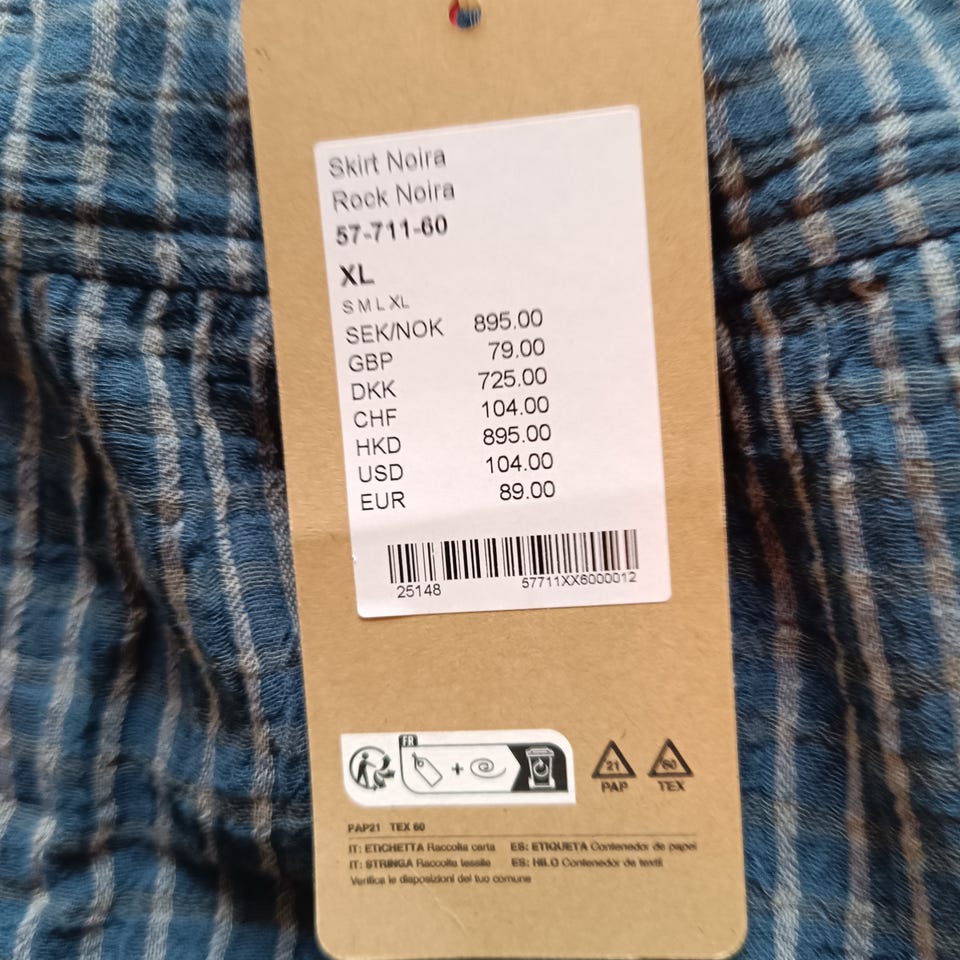 Skirt Noira
Rock Noira
57-711-60
XL
S M L XL
SEK/NOK 895.00
GBP 79.00
DKK 725.00
CHF 104.00
HKD 895.00
USD 104.00
EUR 89.00
25148 57711XX6000012
FR
21 PAP
60 TEX
PAP21 TEX 60
IT: ETICHETTA Raccolta carta ES: ETIQUETA Contenedor de papel
IT: STRINGA Raccolta tessile ES: HILO Contenedor de textil
Verifica le disposizioni del tuo comune